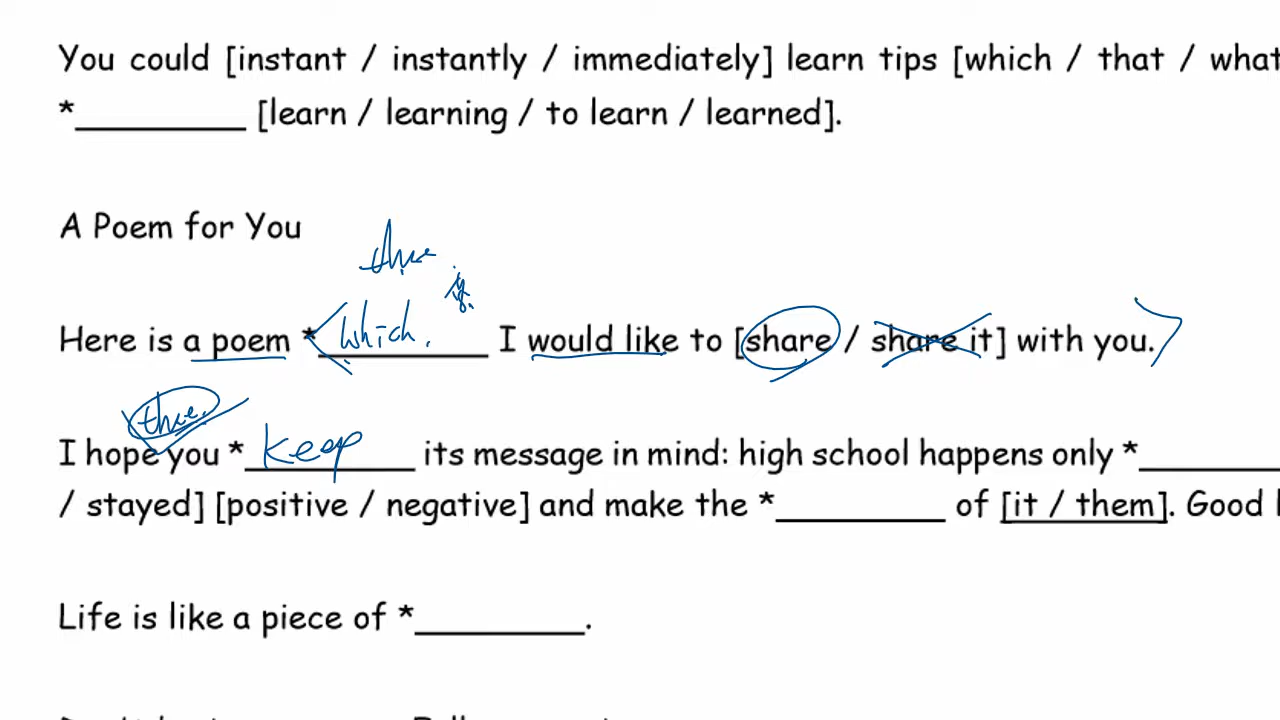 You could [instant / instantly / immediately] learn tips [which / that / what
*__________ [learn / learning / to learn / learned].
A Poem for You
Here is a poem *which. I would like to [share / share it] with you.
I hope you *keep its message in mind: high school happens only *________
/ stayed] [positive / negative] and make the *__________ of [it / them]. Good
Life is like a piece of *__________.